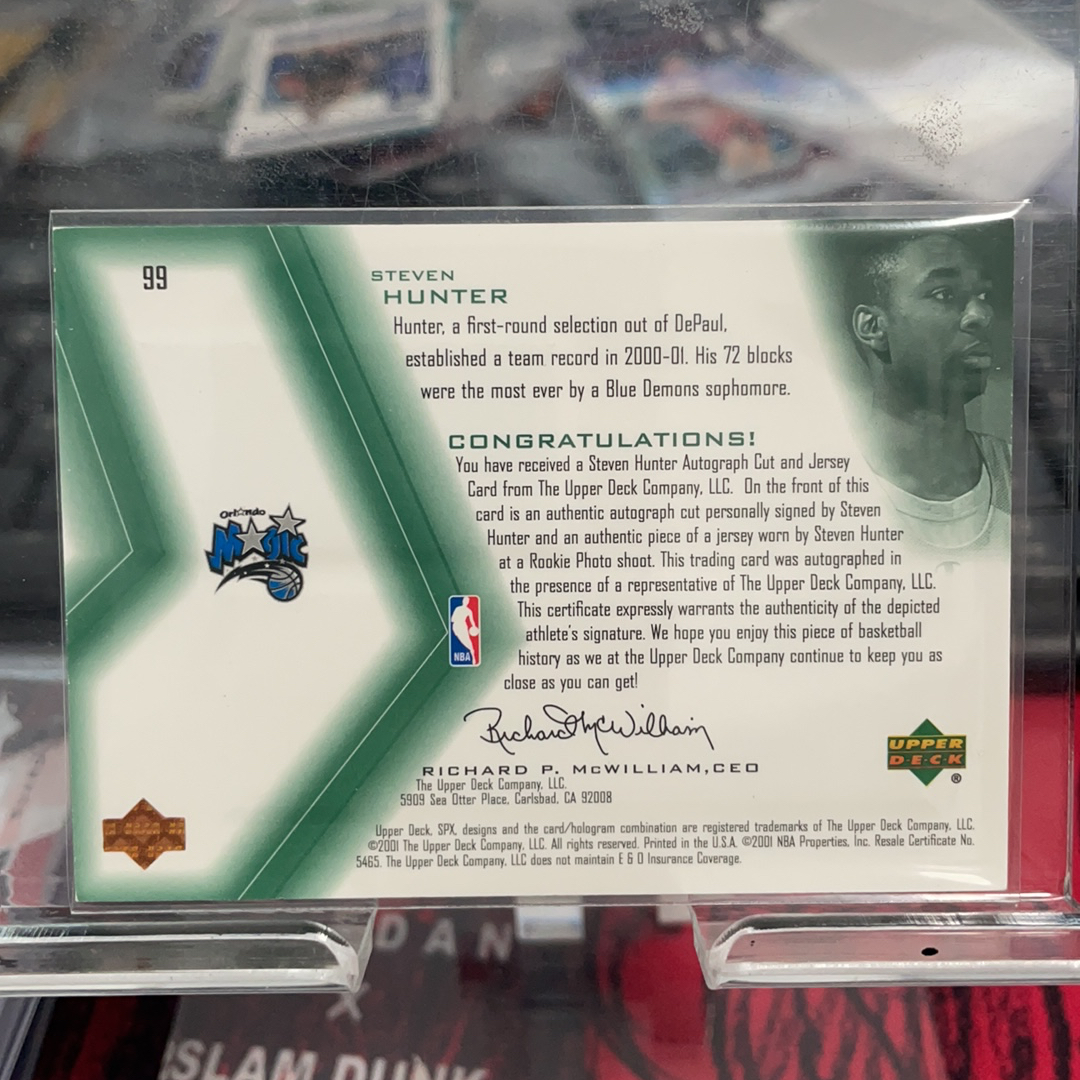 99
STEVEN
HUNTER
Hunter, a first-round selection out of DePaul,
established a team record in 2000-01. His 72 blocks
were the most ever by a Blue Demons sophomore.
CONGRATULATIONS!
You have received a Steven Hunter Autograph Cut and Jersey
Card from The Upper Deck Company, LLC. On the front of this
card is an authentic autograph cut personally signed by Steven
Hunter and an authentic piece of a jersey worn by Steven Hunter
at a Rookie Photo shoot. This trading card was autographed in
the presence of a representative of The Upper Deck Company, LLC.
This certificate expressly warrants the authenticity of the depicted
athlete's signature. We hope you enjoy this piece of basketball
history as we at the Upper Deck Company continue to keep you as
close as you can get!
Orlando
Magic
NBA
Richard McWilliam
RICHARD P. McWILLIAM, CEO
The Upper Deck Company, LLC.
5909 Sea Otter Place, Carlsbad, CA 92008
UPPER
D·E·C·K
®
Upper Deck, SPX, designs and the card/hologram combination are registered trademarks of The Upper Deck Company, LLC.
©2001 The Upper Deck Company, LLC. All rights reserved. Printed in the U.S.A. ©2001 NBA Properties, Inc. Resale Certificate No.
5465. The Upper Deck Company, LLC does not maintain E & O Insurance Coverage.
DAN
X
SLAM DUNK